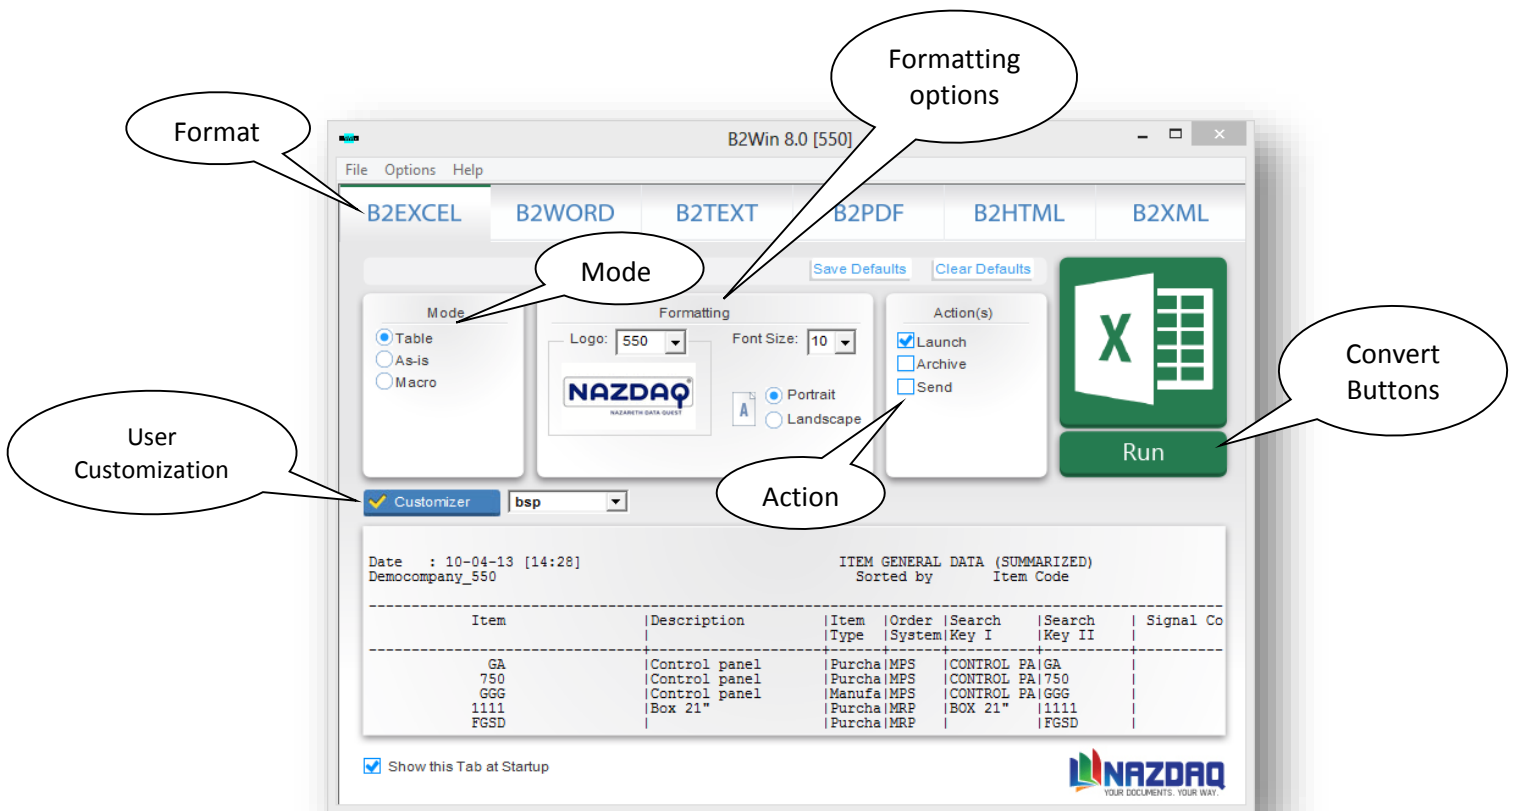 Formatting
options
Format
B2Win 8.0 [550]
File Options Help
B2EXCEL B2WORD B2TEXT B2PDF B2HTML B2XML
Mode
Save Defaults Clear Defaults
Mode Formatting Action(s)
Table Logo: 550 Font Size: 10 Launch
As-is Archive
Macro Send
NAZDAQ
NAZARETH DATA QUEST
A Portrait
Landscape
X
Convert
Buttons
Run
User
Customization
Action
Customizer bsp
Date : 10-04-13 [14:28] ITEM GENERAL DATA (SUMMARIZED)
Democompany_550 Sorted by Item Code
Item |Description |Item |Order |Search |Search | Signal Co
| |Type |System|Key I |Key II |
GA |Control panel |Purcha|MPS |CONTROL PA|GA |
750 |Control panel |Purcha|MPS |CONTROL PA|750 |
GGG |Control panel |Manufa|MPS |CONTROL PA|GGG |
1111 |Box 21" |Purcha|MRP |BOX 21" |1111 |
FGSD | |Purcha|MRP | |FGSD |
Show this Tab at Startup
NAZDAQ
YOUR DOCUMENTS. YOUR WAY.